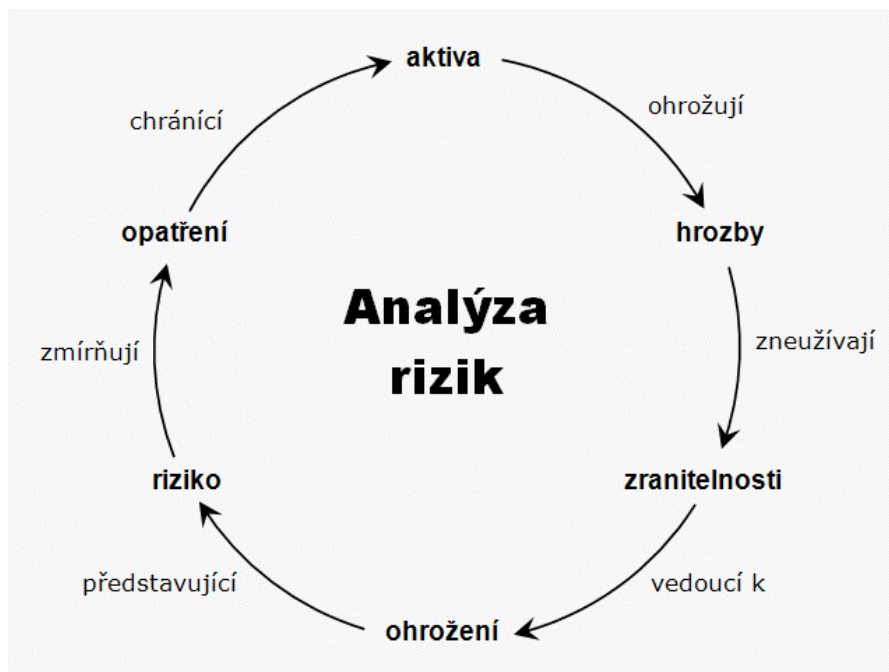 aktiva
ohrožují
hrozby
zneužívají
zranitelnosti
vedoucí k
ohrožení
představující
riziko
zmírňují
opatření
chránící
Analýza
rizik